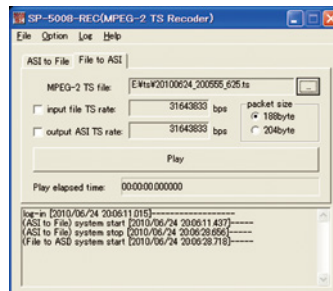 SP-5008-REC(MPEG-2 TS Recoder)
File Option Log Help
ASI to File File to ASI
MPEG-2 TS file: E:¥ts¥20100624_200555_625.ts ...
input file TS rate: 31643833 bps
packet size
188byte
output ASI TS rate: 31643833 bps
204byte
Play
Play elapsed time: 00:00:00.000000
log-in [2010/06/24 20:06:11.015]--------------------
(ASI to File) system start [2010/06/24 20:06:11.437]------
(ASI to File) system stop [2010/06/24 20:06:28.656]------
(File to ASI) system start [2010/06/24 20:06:28.718]------